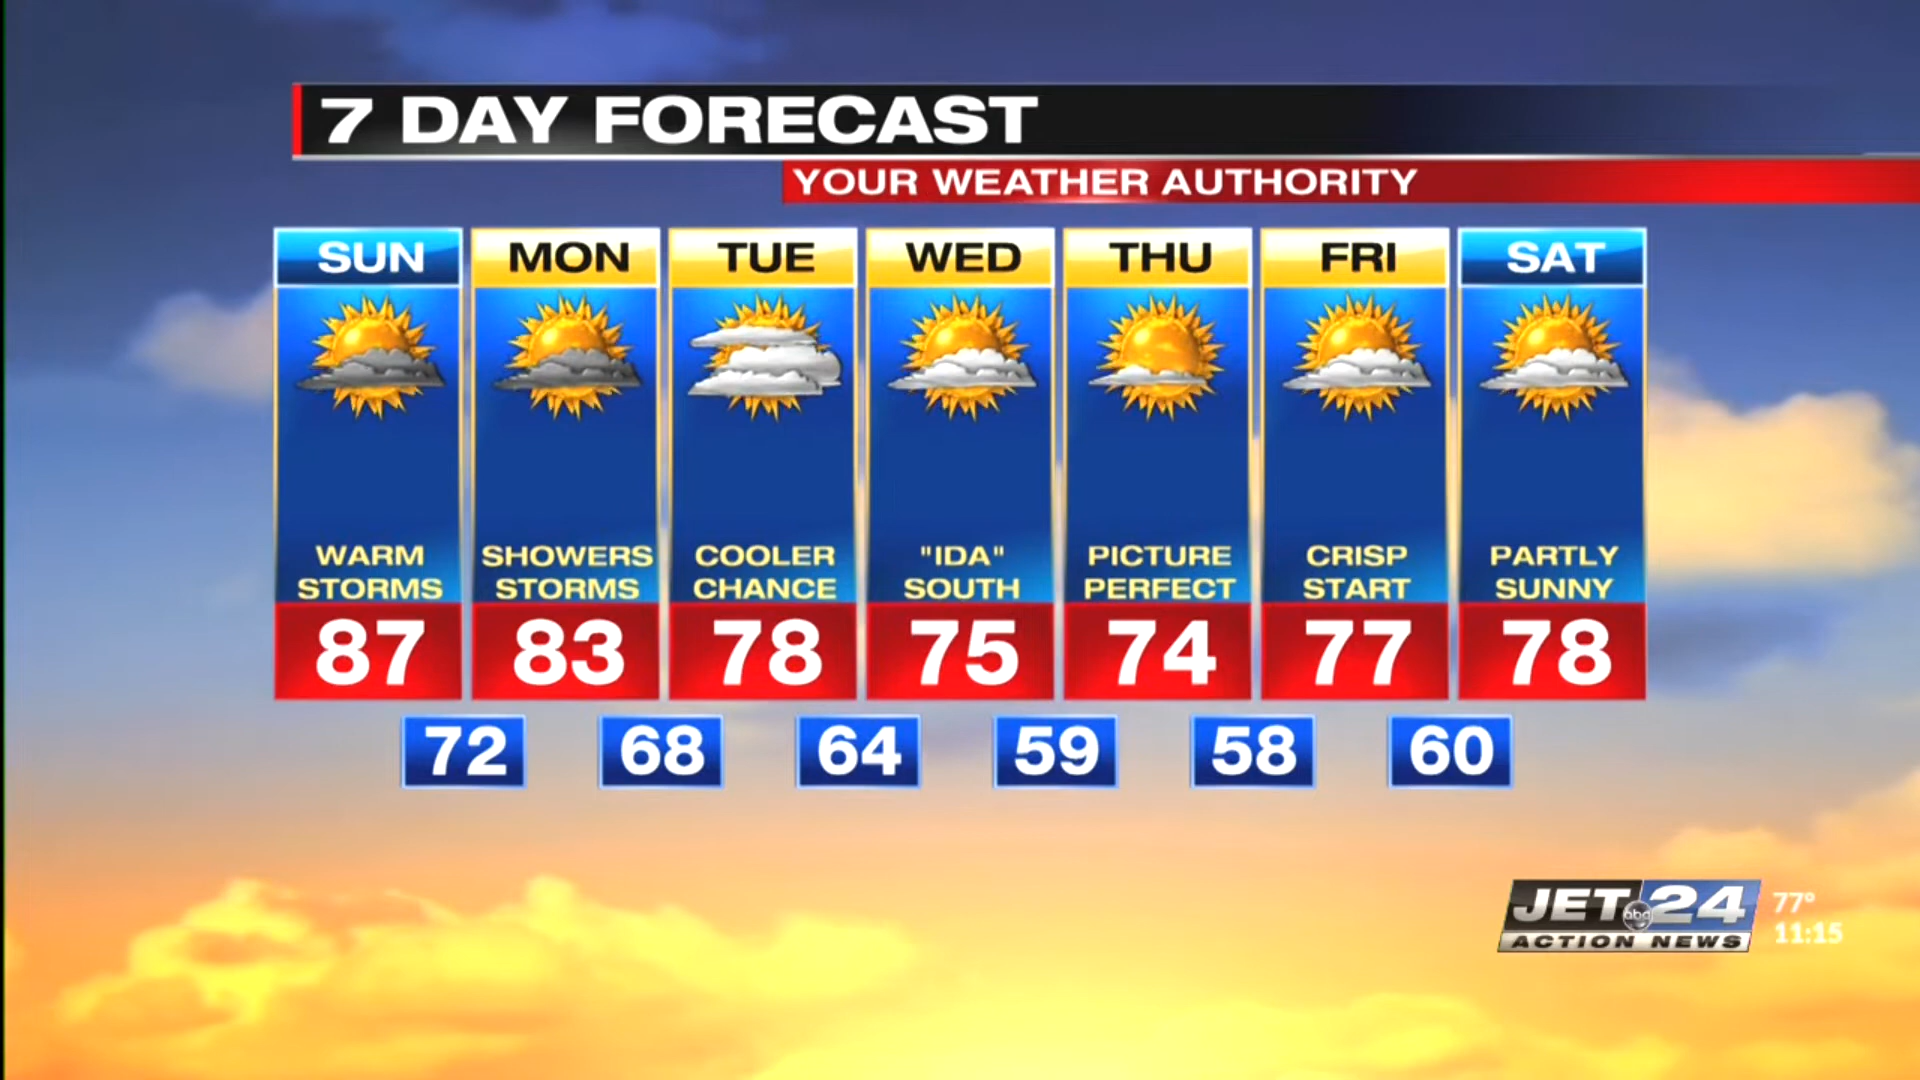 7 DAY FORECAST
YOUR WEATHER AUTHORITY
SUN MON TUE WED THU FRI SAT
WARM SHOWERS COOLER "IDA" PICTURE CRISP PARTLY
STORMS STORMS CHANCE SOUTH PERFECT START SUNNY
87 83 78 75 74 77 78
72 68 64 59 58 60
JET abc 24 77°
ACTION NEWS 11:15